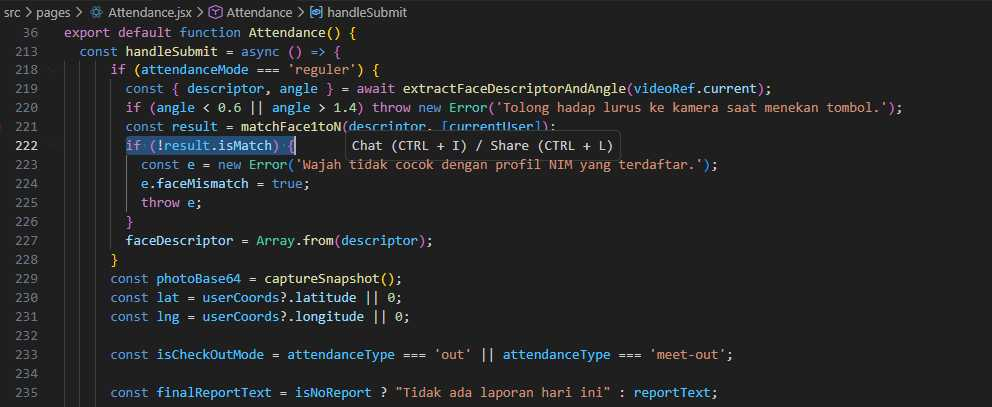 src > pages > Attendance.jsx > Attendance > handleSubmit
36 export default function Attendance() {
213 const handleSubmit = async () => {
218 if (attendanceMode === 'reguler') {
219 const { descriptor, angle } = await extractFaceDescriptorAndAngle(videoRef.current);
220 if (angle < 0.6 || angle > 1.4) throw new Error('Tolong hadap lurus ke kamera saat menekan tombol.');
221 const result = matchFace1toN(descriptor, [currentUser]);
222 if (!result.isMatch) { Chat (CTRL + I) / Share (CTRL + L)
223 const e = new Error('Wajah tidak cocok dengan profil NIM yang terdaftar.');
224 e.faceMismatch = true;
225 throw e;
226 }
227 faceDescriptor = Array.from(descriptor);
228 }
229 const photoBase64 = captureSnapshot();
230 const lat = userCoords?.latitude || 0;
231 const lng = userCoords?.longitude || 0;
232
233 const isCheckOutMode = attendanceType === 'out' || attendanceType === 'meet-out';
234
235 const finalReportText = isNoReport ? "Tidak ada laporan hari ini" : reportText;